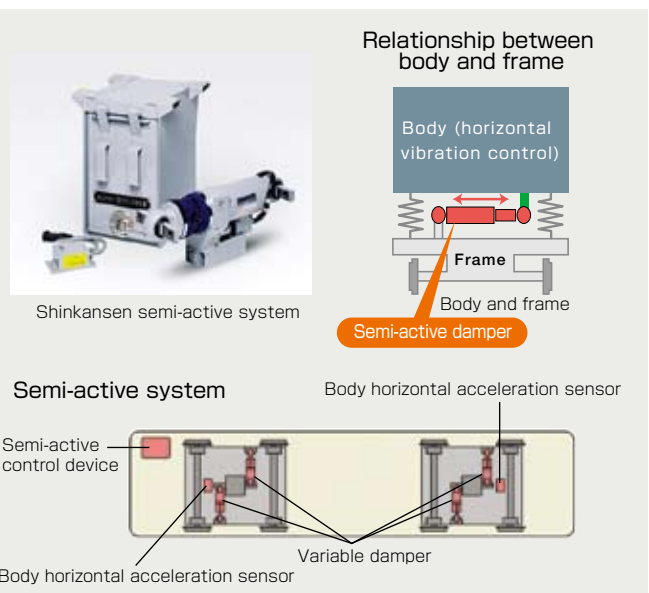 Relationship between
body and frame
Body (horizontal
vibration control)
Frame
Body and frame
Semi-active damper
Shinkansen semi-active system
Semi-active system
Body horizontal acceleration sensor
Semi-active
control device
Variable damper
Body horizontal acceleration sensor